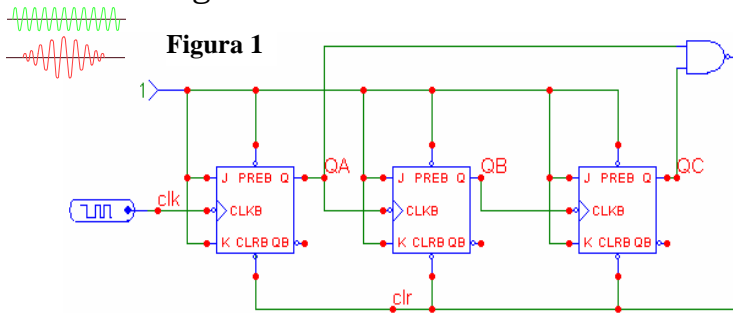 Figura 1
1
QA
QB
QC
J PREB Q
J PREB Q
J PREB Q
clk
CLKB
CLKB
CLKB
K CLRB QB
K CLRB QB
K CLRB QB
clr